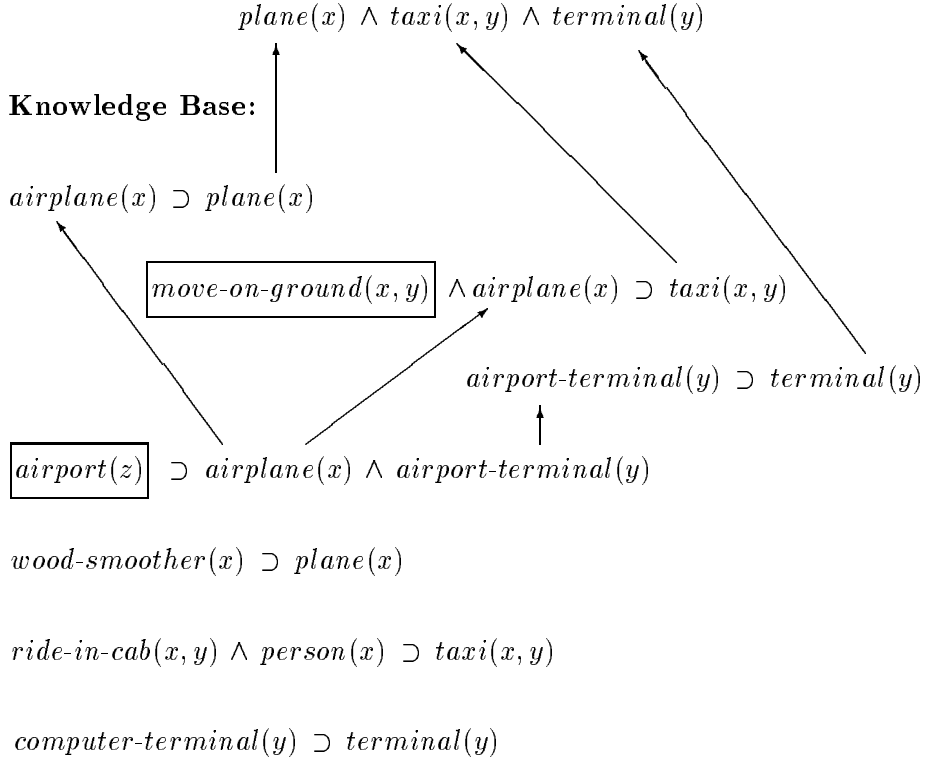 plane(x) ∧ taxi(x, y) ∧ terminal(y)
Knowledge Base:
airplane(x) ⊃ plane(x)
move-on-ground(x, y) ∧ airplane(x) ⊃ taxi(x, y)
airport-terminal(y) ⊃ terminal(y)
airport(z) ⊃ airplane(x) ∧ airport-terminal(y)
wood-smoother(x) ⊃ plane(x)
ride-in-cab(x, y) ∧ person(x) ⊃ taxi(x, y)
computer-terminal(y) ⊃ terminal(y)